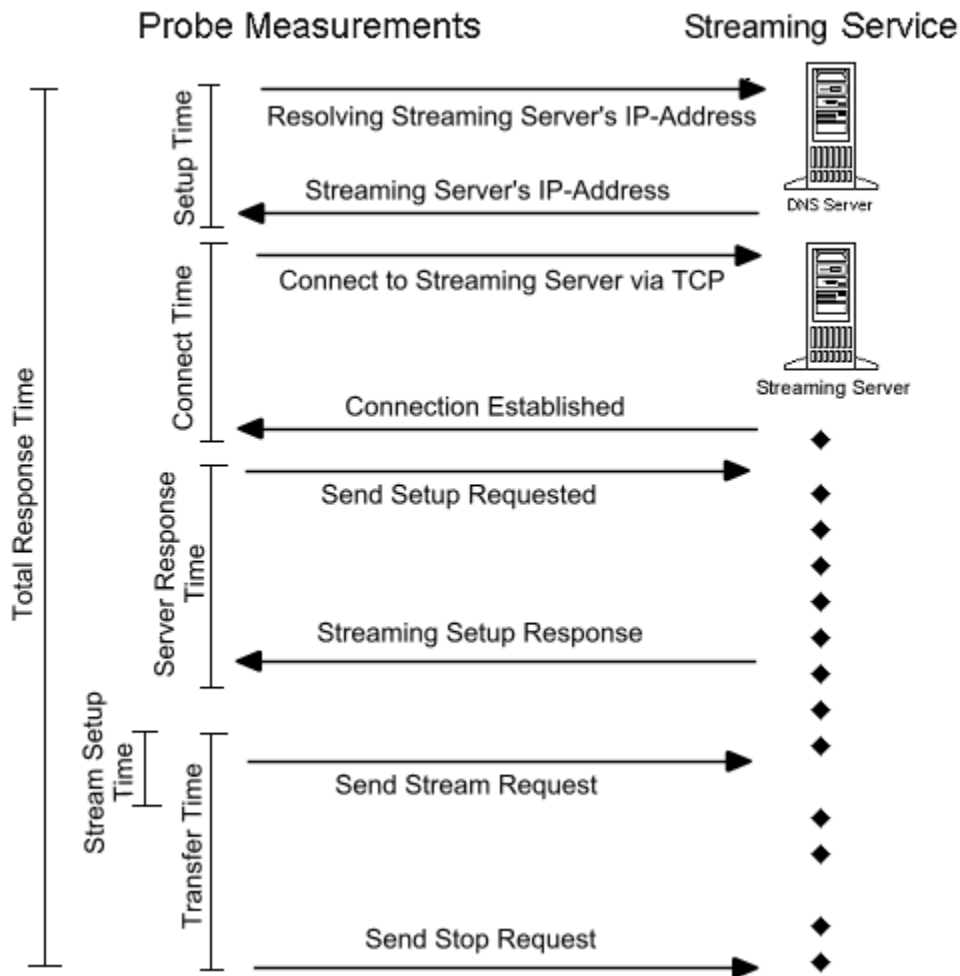 Probe Measurements
Streaming Service
Resolving Streaming Server's IP-Address
Setup Time
Streaming Server's IP-Address
DNS Server
Connect to Streaming Server via TCP
Connect Time
Streaming Server
Connection Established
Total Response Time
Send Setup Requested
Server Response
Time
Streaming Setup Response
Stream Setup
Time
Send Stream Request
Transfer Time
Send Stop Request